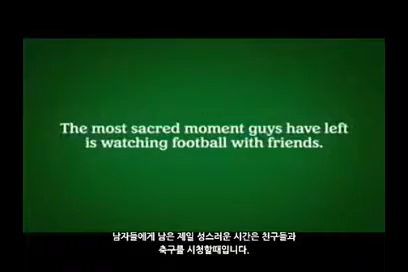 The most sacred moment guys have left
is watching football with friends.
남자들에게 남은 제일 성스러운 시간은 친구들과
축구를 시청할때입니다.